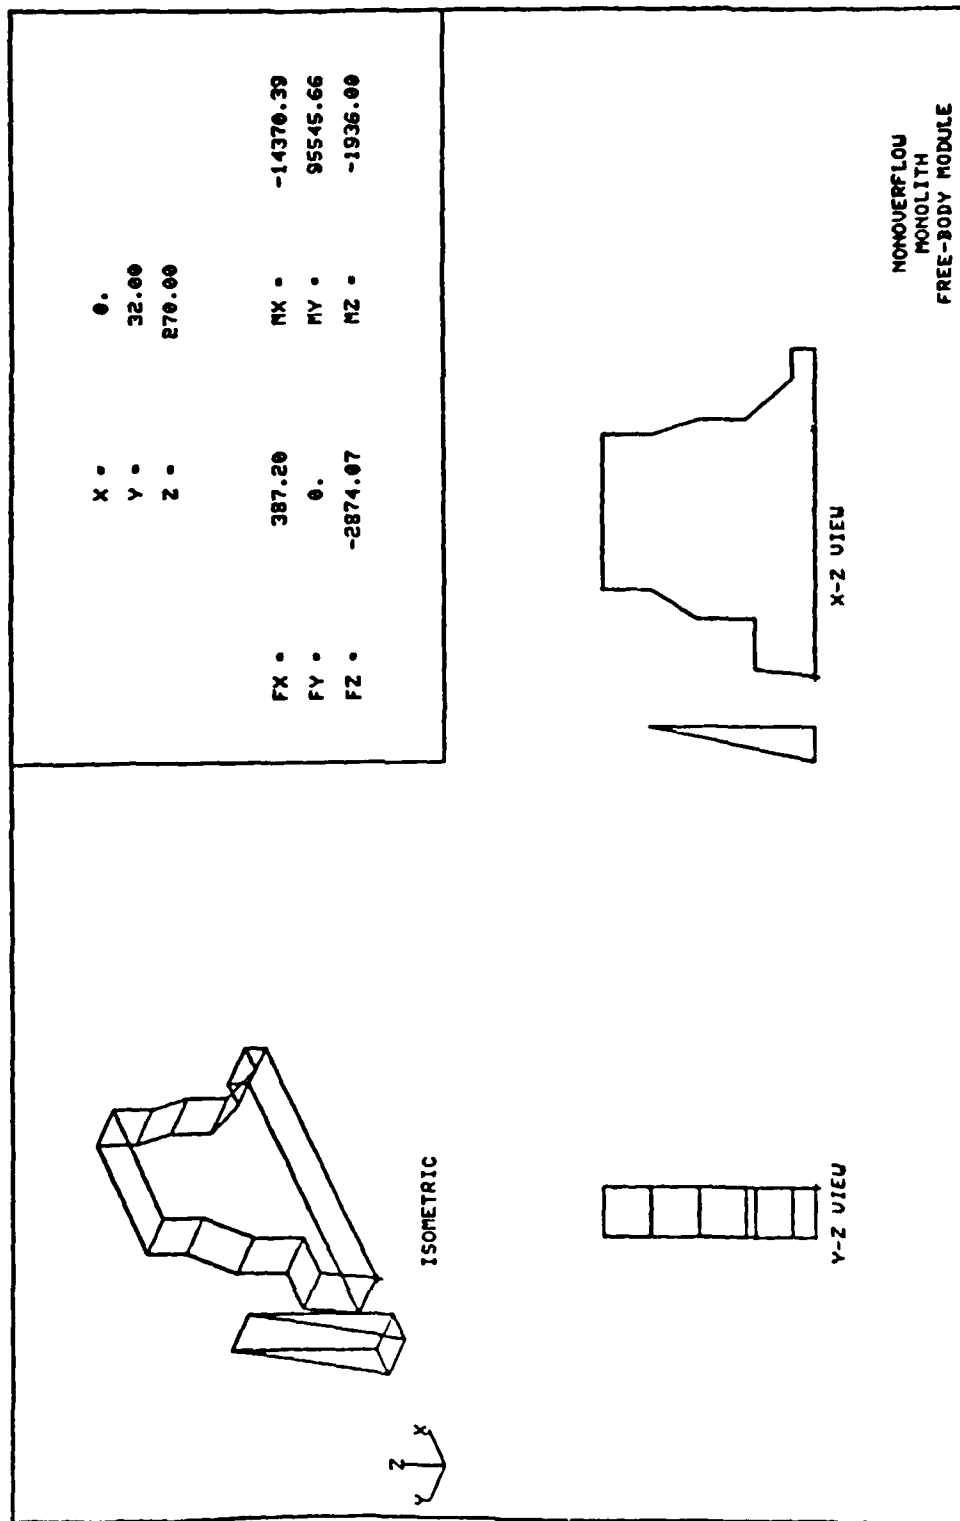 X = 0.
Y = 32.00
Z = 270.00
FX = 387.20 MX = -14370.39
FY = 0. MY = 95545.66
FZ = -2874.07 MZ = -1936.00
Z
Y X
ISOMETRIC
Y-Z VIEW
X-Z VIEW
NONOVERFLOW
MONOLITH
FREE-BODY MODULE